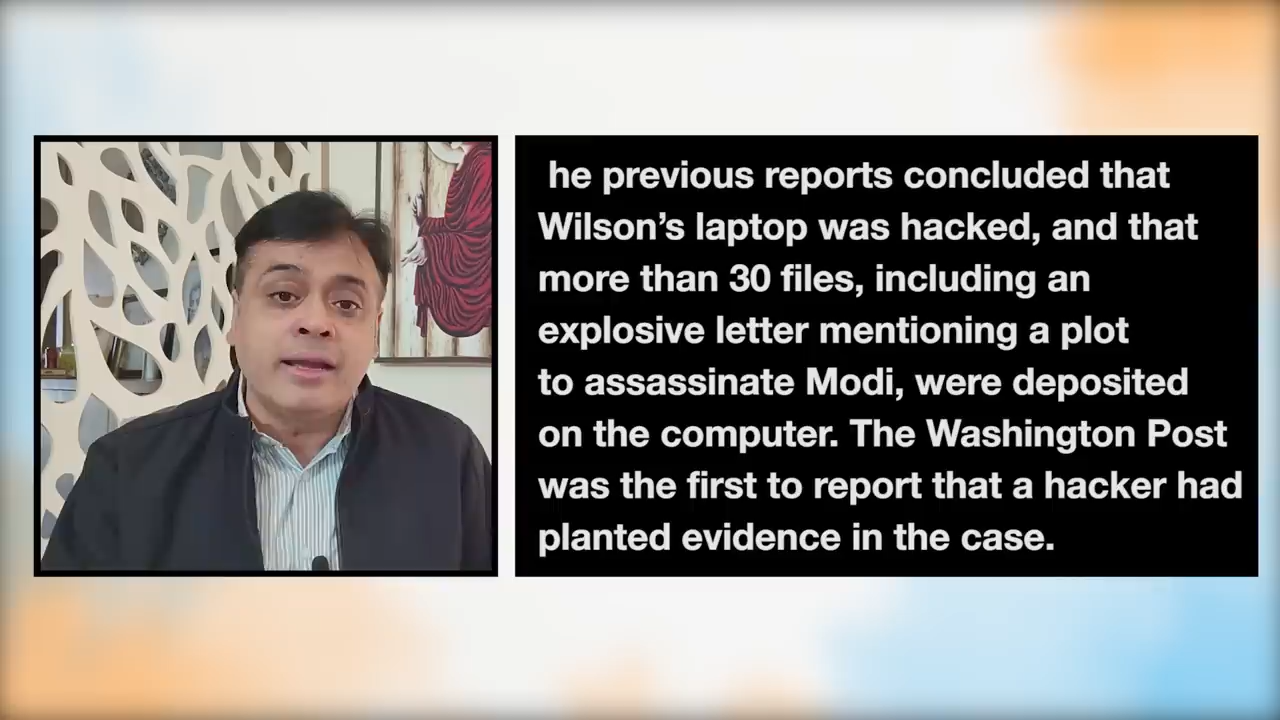 he previous reports concluded that
Wilson’s laptop was hacked, and that
more than 30 files, including an
explosive letter mentioning a plot
to assassinate Modi, were deposited
on the computer. The Washington Post
was the first to report that a hacker had
planted evidence in the case.